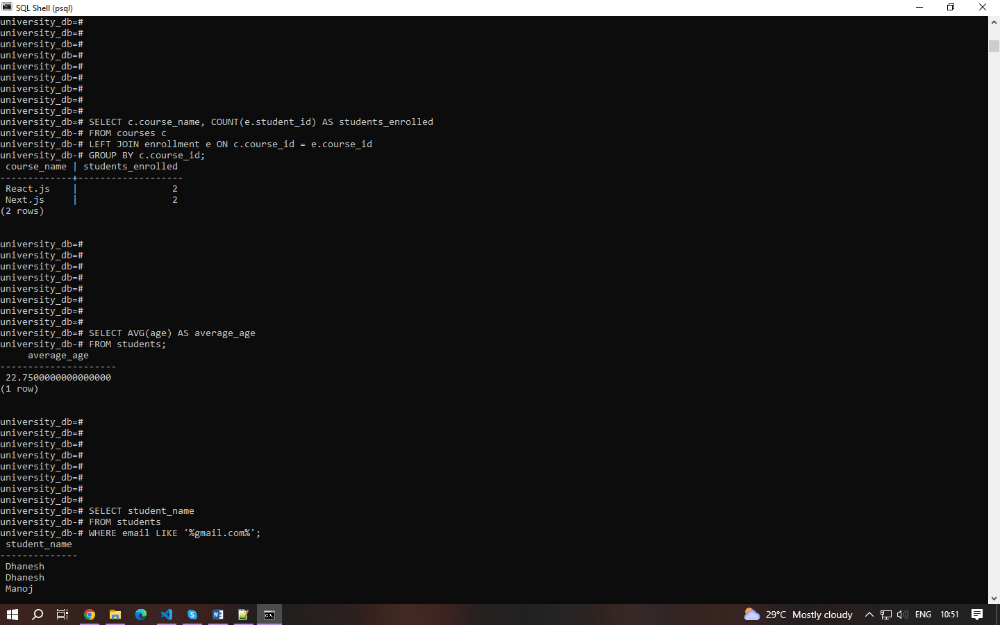 SQL Shell (psql)
university_db=#
university_db=#
university_db=#
university_db=#
university_db=#
university_db=#
university_db=#
university_db=#
university_db=#
university_db=# SELECT c.course_name, COUNT(e.student_id) AS students_enrolled
university_db-# FROM courses c
university_db-# LEFT JOIN enrollment e ON c.course_id = e.course_id
university_db-# GROUP BY c.course_id;
 course_name | students_enrolled
-------------+-------------------
 React.js    |                 2
 Next.js     |                 2
(2 rows)
university_db=#
university_db=#
university_db=#
university_db=#
university_db=#
university_db=#
university_db=#
university_db=#
university_db=# SELECT AVG(age) AS average_age
university_db-# FROM students;
     average_age
---------------------
 22.7500000000000000
(1 row)
university_db=#
university_db=#
university_db=#
university_db=#
university_db=#
university_db=#
university_db=#
university_db=#
university_db=# SELECT student_name
university_db-# FROM students
university_db-# WHERE email LIKE '%gmail.com%';
 student_name
--------------
 Dhanesh
 Dhanesh
 Manoj
29°C Mostly cloudy ENG 10:51